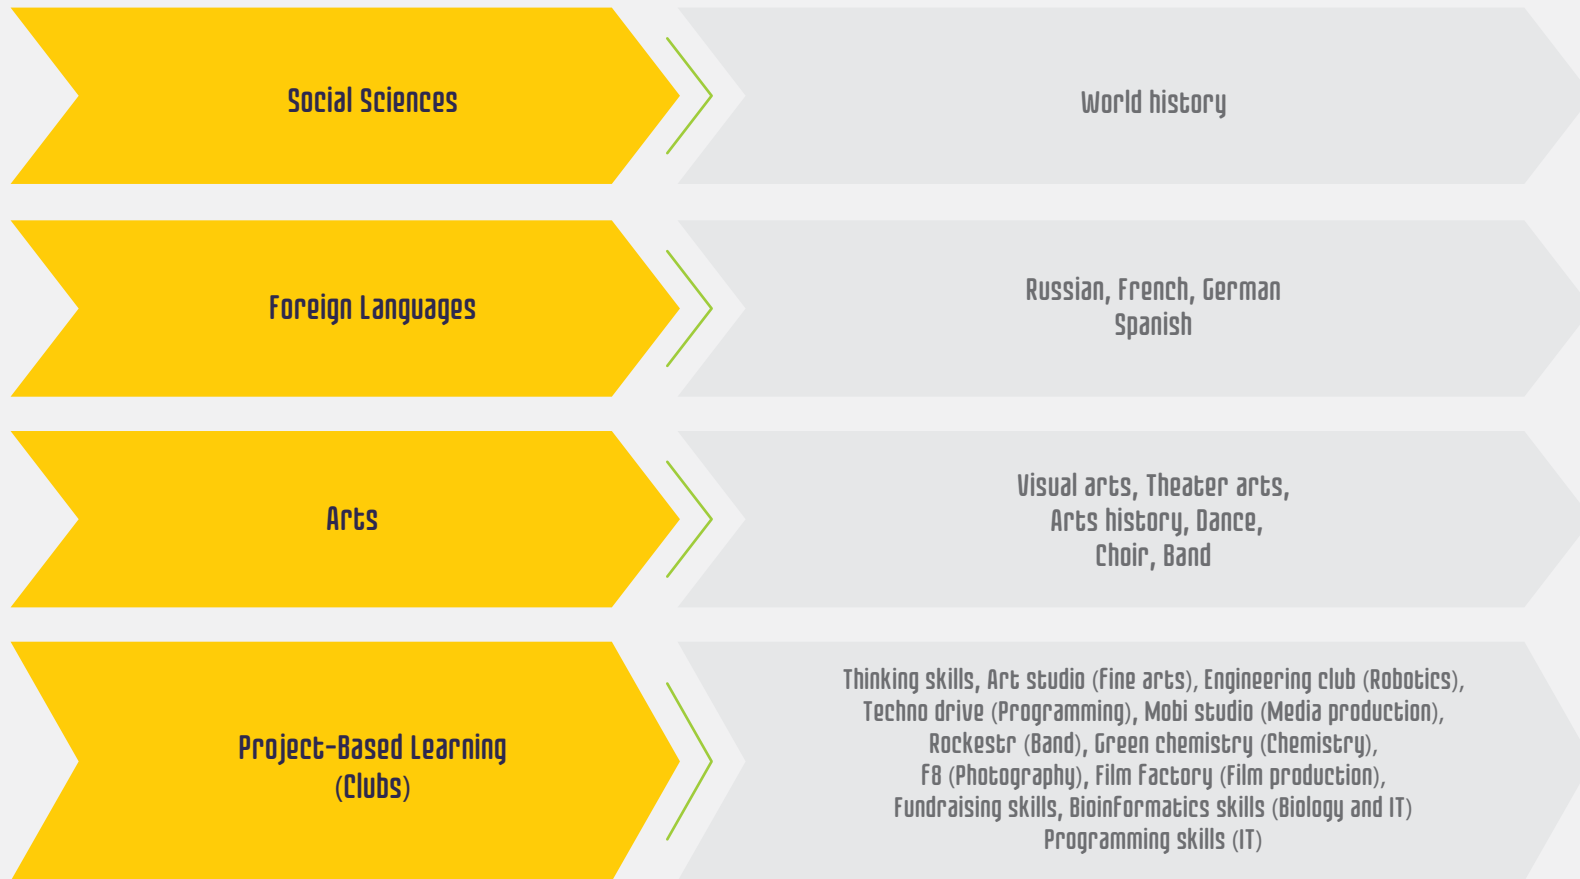 Social Sciences
World history
Foreign Languages
Russian, French, German
Spanish
Arts
Visual arts, Theater arts,
Arts history, Dance,
Choir, Band
Project-Based Learning
(Clubs)
Thinking skills, Art studio (Fine arts), Engineering club (Robotics),
Techno drive (Programming), Mobi studio (Media production),
Rockestr (Band), Green chemistry (Chemistry),
F8 (Photography), Film Factory (Film production),
Fundraising skills, Bioinformatics skills (Biology and IT)
Programming skills (IT)